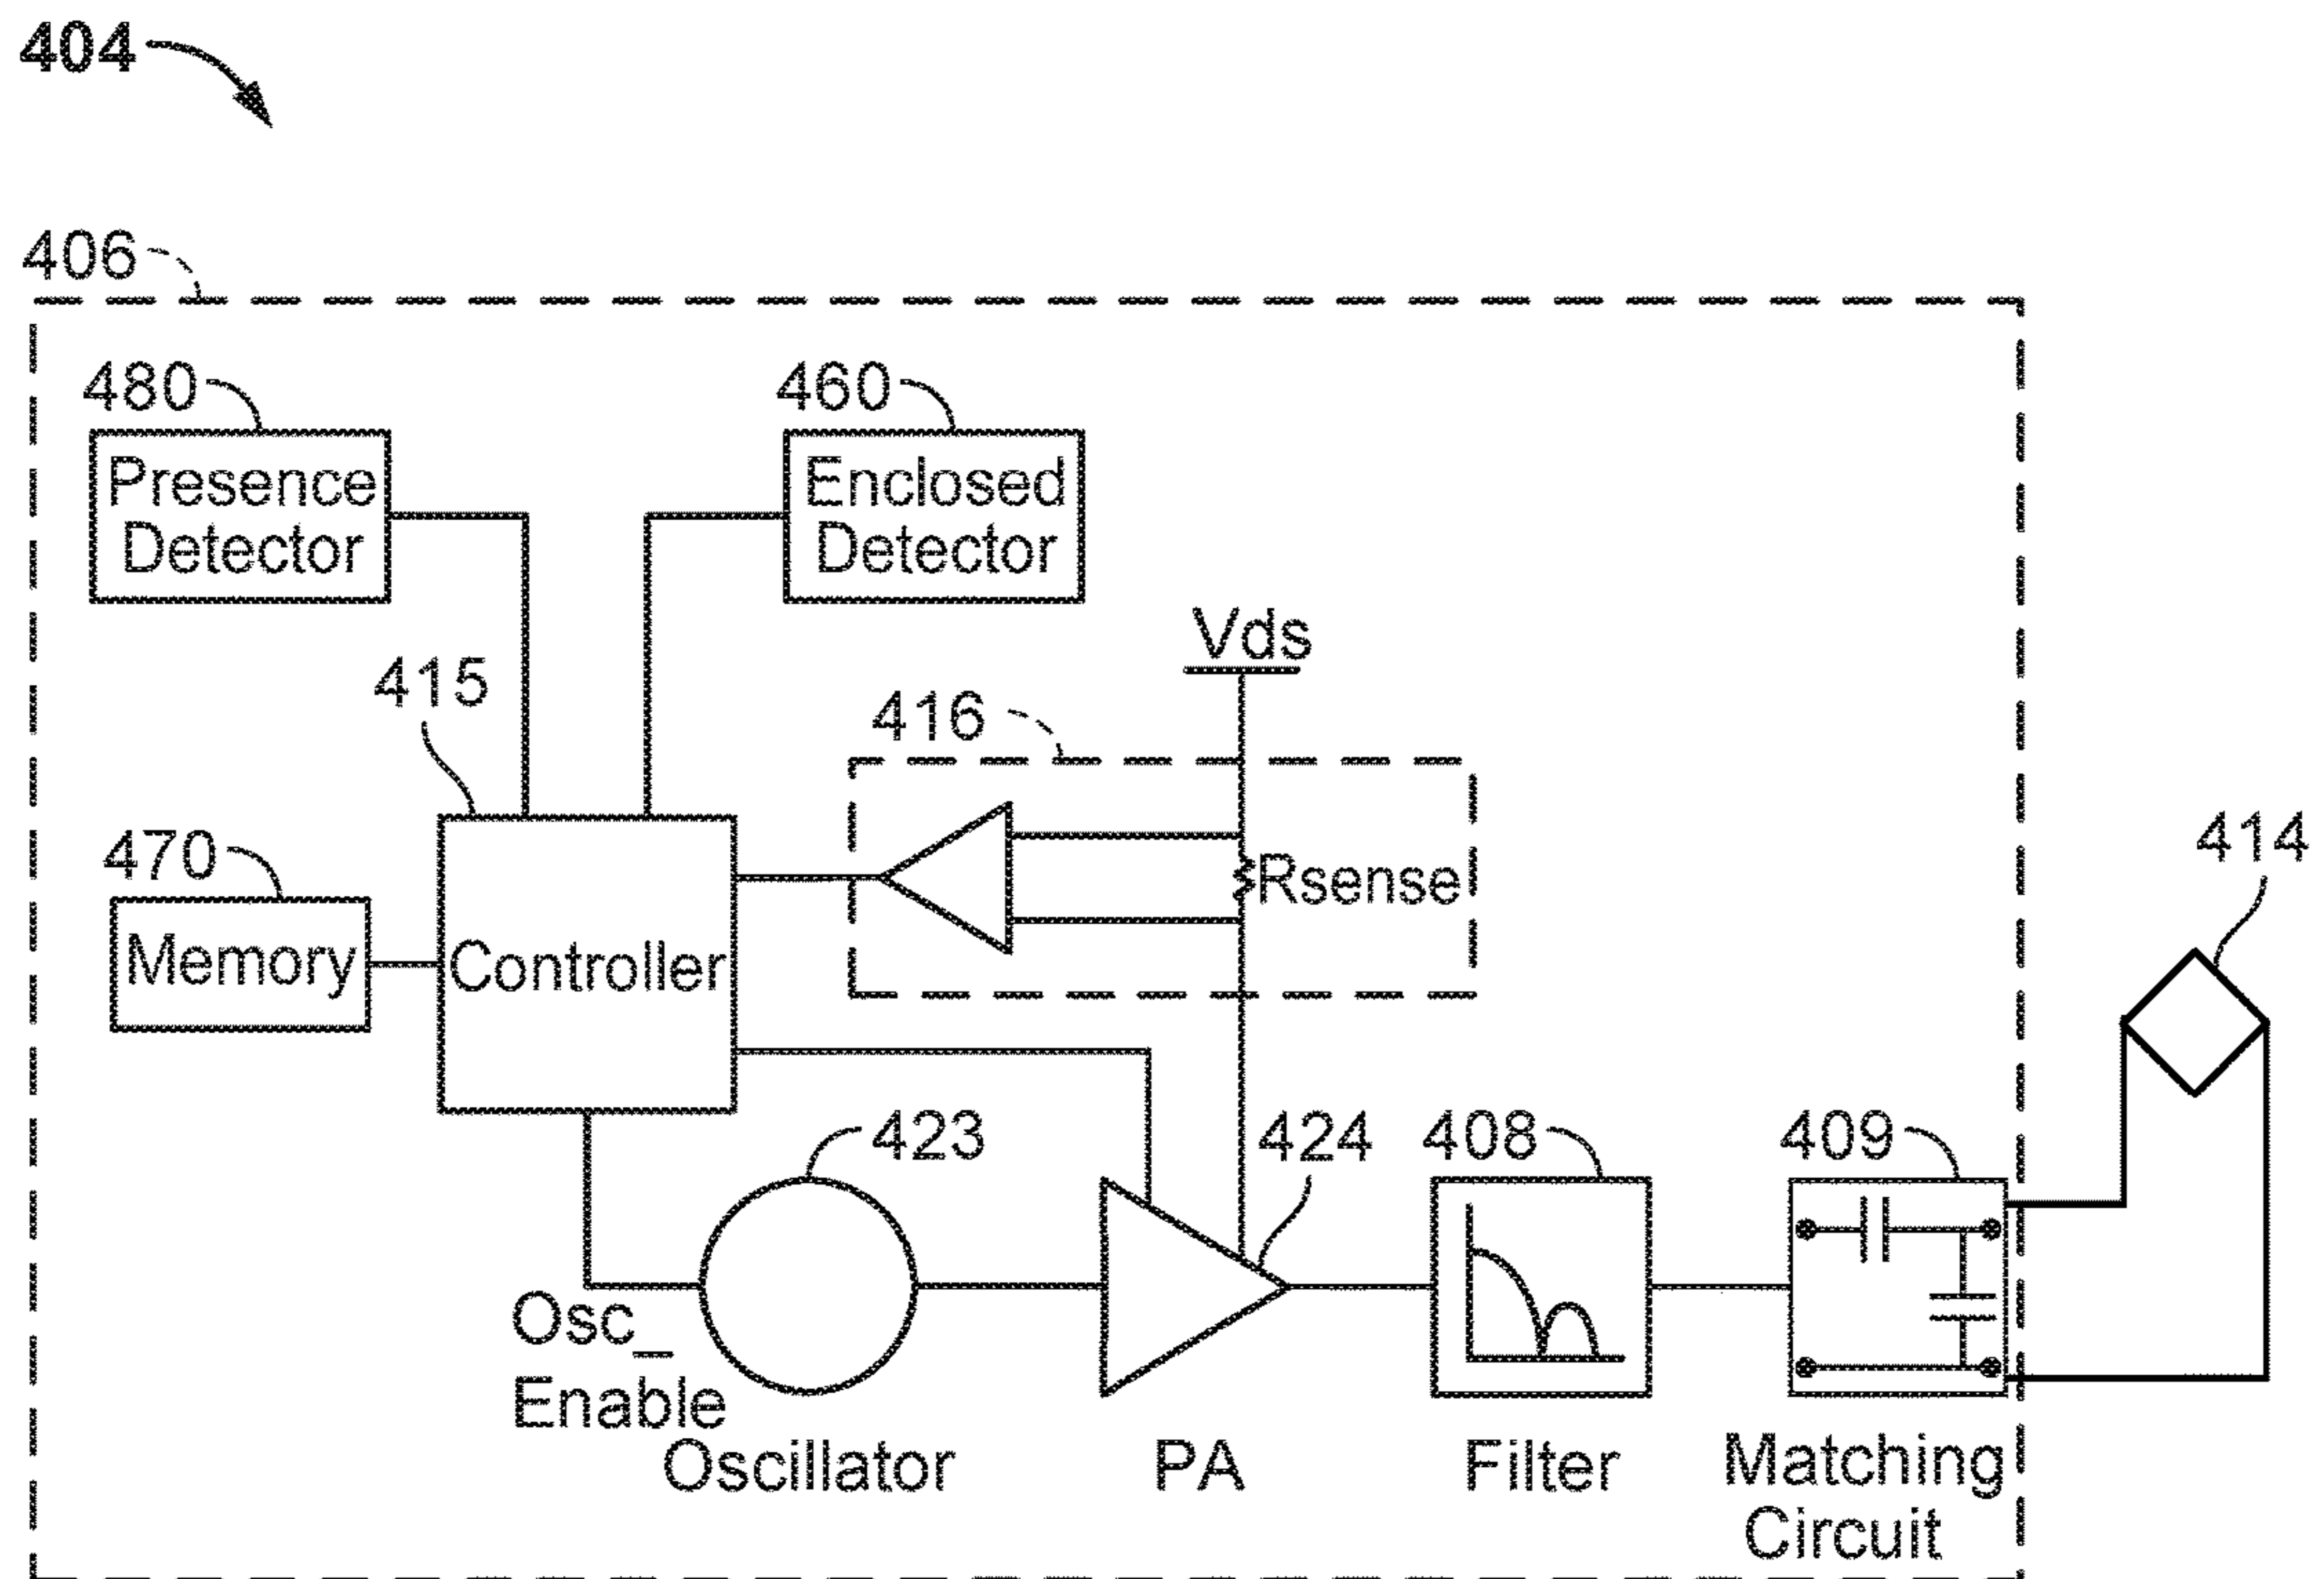 404
406
480
460
Presence
Detector
Enclosed
Detector
Vds
415
416
470
414
Rsense
Memory
Controller
423
424
408
409
Osc_
Enable
Oscillator
PA
Filter
Matching
Circuit